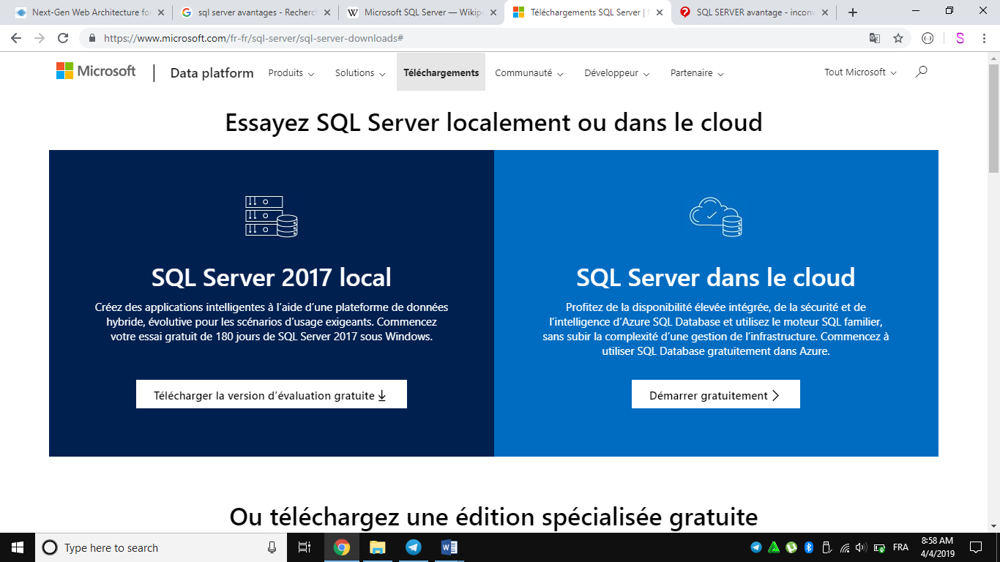 Next-Gen Web Architecture fo
sql server avantages - Recherc
Microsoft SQL Server — Wikip
Téléchargements SQL Server |
SQL SERVER avantage - inconv
https://www.microsoft.com/fr-fr/sql-server/sql-server-downloads#
Microsoft
Data platform
Produits
Solutions
Téléchargements
Communauté
Développeur
Partenaire
Tout Microsoft
Essayez SQL Server localement ou dans le cloud
SQL Server 2017 local
Créez des applications intelligentes à l’aide d’une plateforme de données
hybride, évolutive pour les scénarios d’usage exigeants. Commencez
votre essai gratuit de 180 jours de SQL Server 2017 sous Windows.
Télécharger la version d’évaluation gratuite
SQL Server dans le cloud
Profitez de la disponibilité élevée intégrée, de la sécurité et de
l’intelligence d’Azure SQL Database et utilisez le moteur SQL familier,
sans subir la complexité d’une gestion de l’infrastructure. Commencez à
utiliser SQL Database gratuitement dans Azure.
Démarrer gratuitement
Ou téléchargez une édition spécialisée gratuite
Type here to search
FRA
8:58 AM
4/4/2019